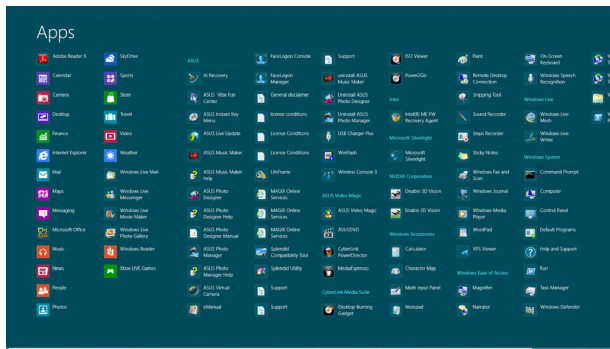 Apps
Adobe Reader X
Calendar
Camera
Desktop
Finance
Internet Explorer
Mail
Maps
Messaging
Microsoft Office
Music
News
People
Photos
SkyDrive
Sports
Store
Travel
Video
Weather
Windows Live Mail
Windows Live
Messenger
Windows Live
Movie Maker
Windows Live
Photo Gallery
Windows Reader
Xbox LIVE Games
ASUS
AI Recovery
ASUS Vibe Fun
Center
ASUS Instant Key
Menu
ASUS Live Update
ASUS Music Maker
ASUS Music Maker
help
ASUS Photo
Designer
ASUS Photo
Designer Help
ASUS Photo
Designer Manual
ASUS Photo
Manager
ASUS Photo
Manager Help
ASUS Virtual
Camera
eManual
FaceLogon Console
FaceLogon
Manager
General disclaimer
license conditions
License Conditions
License Conditions
LifeFrame
MAGIX Online
Services
MAGIX Online
Services
MAGIX Online
Services
Splendid
Compatibility Tool
Splendid Utility
Support
Support
Support
uninstall ASUS
Music Maker
Uninstall ASUS
Photo Designer
Uninstall ASUS
Photo Manager
USB Charger Plus
WinFlash
Wireless Console 3
ASUS Video Magic
ASUS Video Magic
ASUSDVD
CyberLink
PowerDirector
MediaEspresso
CyberLink Media Suite
Desktop Burning
Gadget
ISO Viewer
Power2Go
Intel
Intel(R) ME FW
Recovery Agent
Microsoft Silverlight
Microsoft
Silverlight
NVIDIA Corporation
Disable 3D Vision
Enable 3D Vision
Windows Accessories
Calculator
Character Map
Math Input Panel
Notepad
Paint
Remote Desktop
Connection
Snipping Tool
Sound Recorder
Steps Recorder
Sticky Notes
Windows Fax and
Scan
Windows Journal
Windows Media
Player
WordPad
XPS Viewer
Windows Ease of Access
Magnifier
Narrator
On-Screen
Keyboard
Windows Speech
Recognition
Windows Live
Windows Live
Mesh
Windows Live
Writer
Windows System
Command Prompt
Computer
Control Panel
Default Programs
Help and Support
Run
Task Manager
Windows Defender